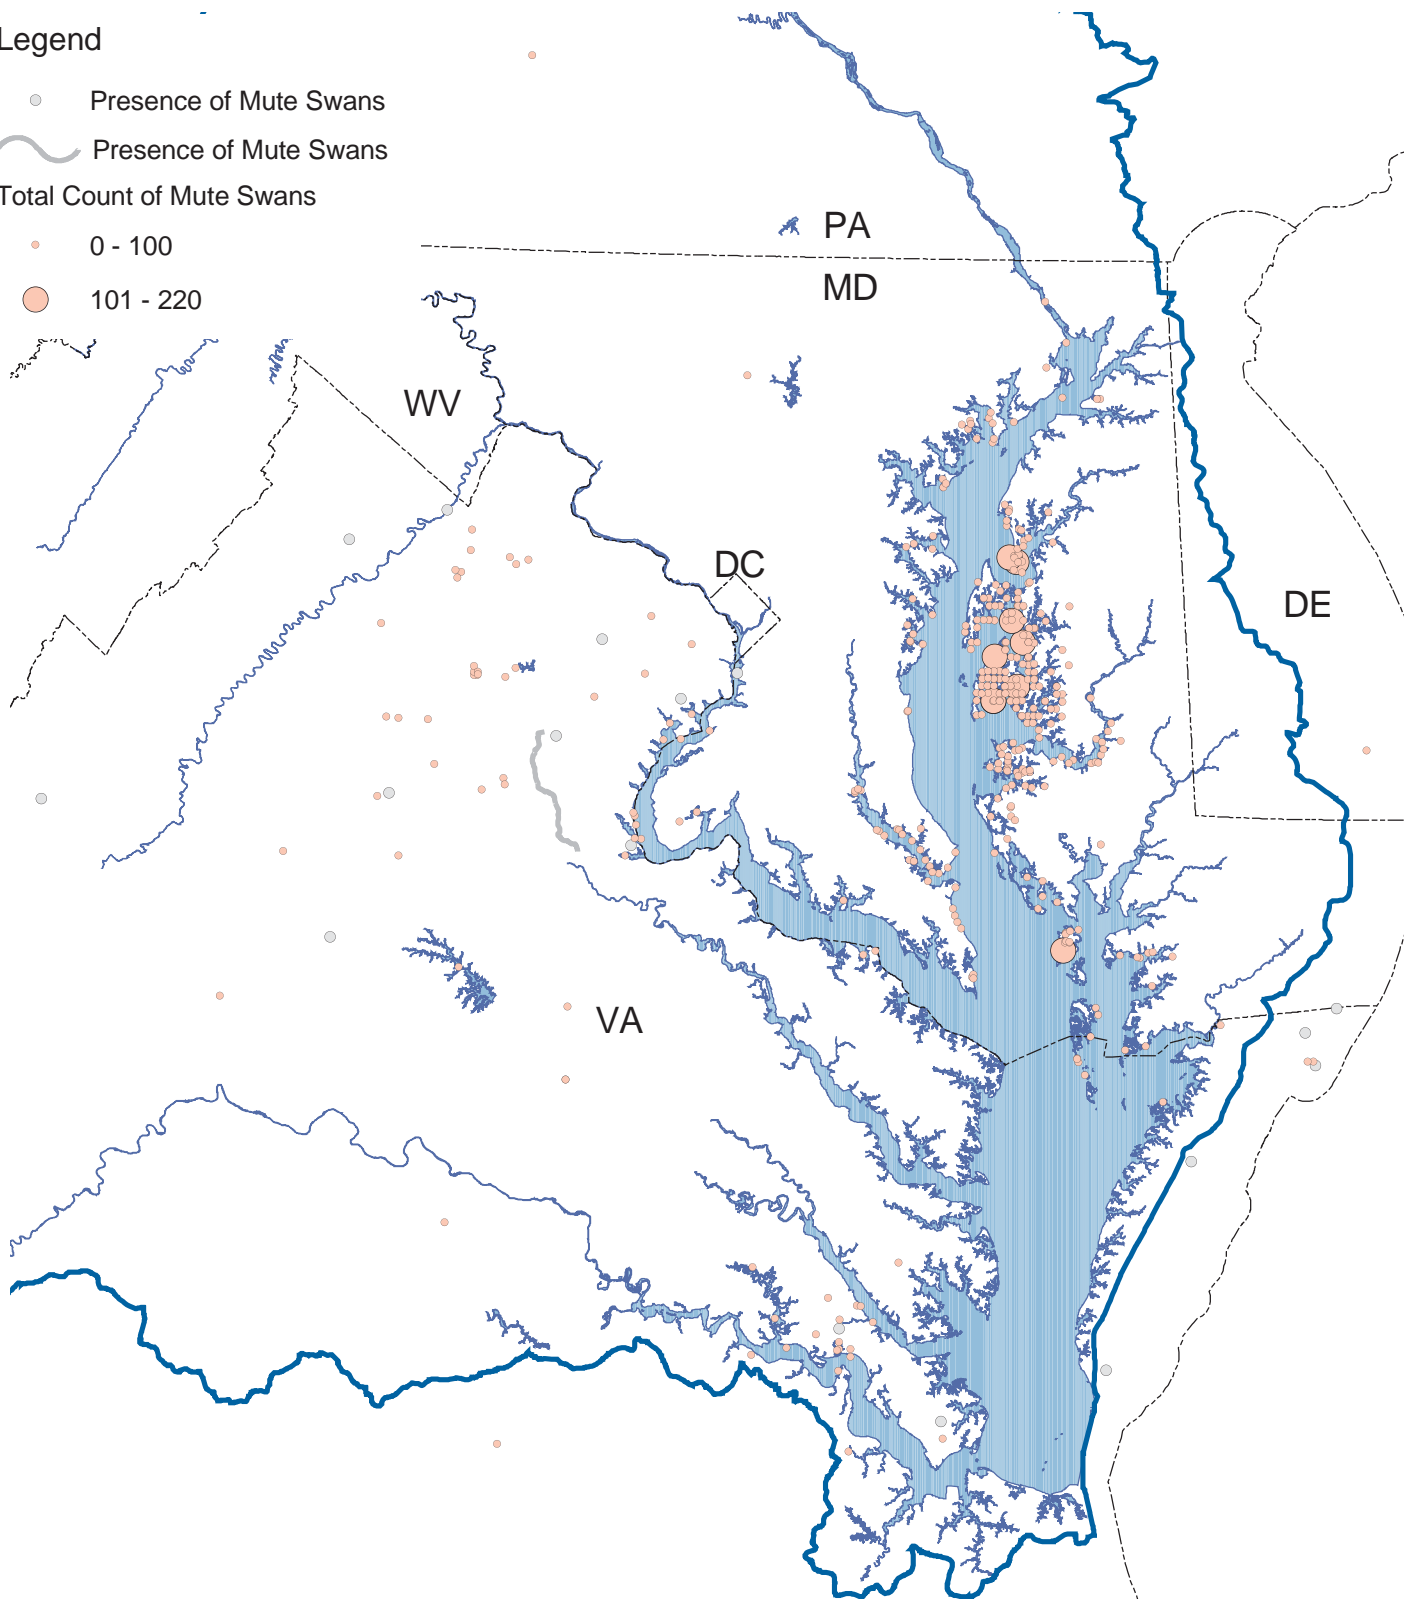 Legend
Presence of Mute Swans
Presence of Mute Swans
Total Count of Mute Swans
0 - 100
101 - 220
PA
MD
WV
DC
DE
VA